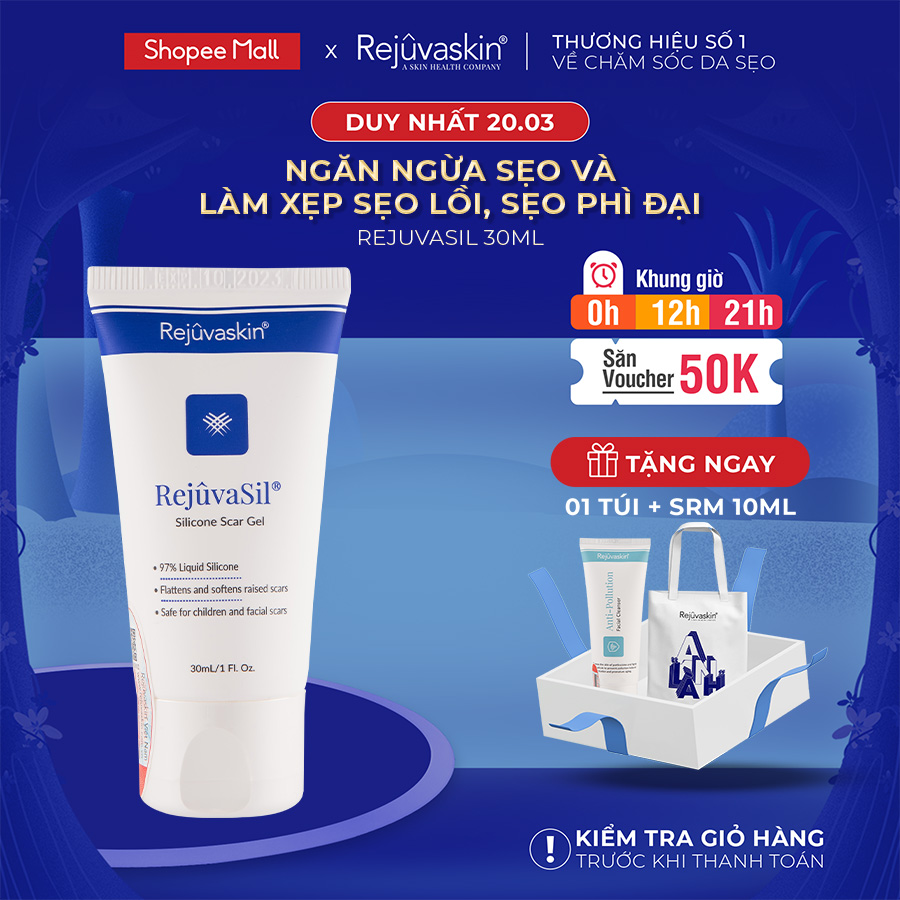 Shopee Mall x Rejûvaskin® THƯƠNG HIỆU SỐ 1
A SKIN HEALTH COMPANY VỀ CHĂM SÓC DA SẸO
DUY NHẤT 20.03
NGĂN NGỪA SẸO VÀ
LÀM XẸP SẸO LỒI, SẸO PHÌ ĐẠI
REJUVASIL 30ML
Khung giờ
0h 12h 21h
Săn
Voucher 50K
TẶNG NGAY
01 TÚI + SRM 10ML
10.2023
Rejûvaskin®
RejûvaSil®
Silicone Scar Gel
• 97% Liquid Silicone
• Flattens and softens raised scars
• Safe for children and facial scars
30mL/1 Fl. Oz.
Rejûvaskin®
Anti-Pollution
Facial Cleanser
Rejûvaskin®
KIỂM TRA GIỎ HÀNG
TRƯỚC KHI THANH TOÁN